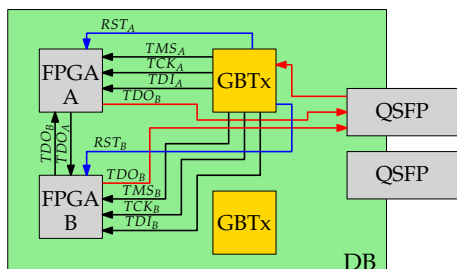 RST_A
TMS_A
TCK_A
TDI_A
TDO_B
FPGA
A
GBTx
QSFP
TDO_B
TDO_A
RST_B
TDO_B
TMS_B
TCK_B
TDI_B
FPGA
B
GBTx
QSFP
DB